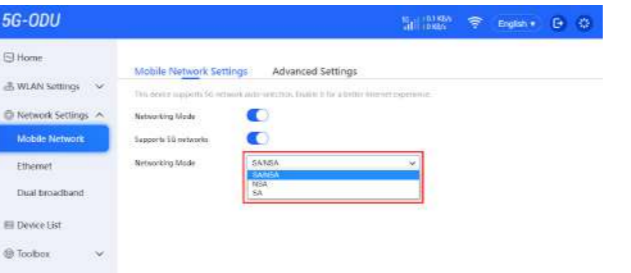 5G-ODU
English
Home
Mobile Network Settings Advanced Settings
WLAN Settings
This device supports 5G network auto-selection. Enable it for a better Internet experience.
Network Settings
Networking Mode
Mobile Network
Supports 5G networks
Ethernet
Networking Mode
SA/NSA
SA/NSA
NSA
SA
Dual broadband
Device List
Toolbox